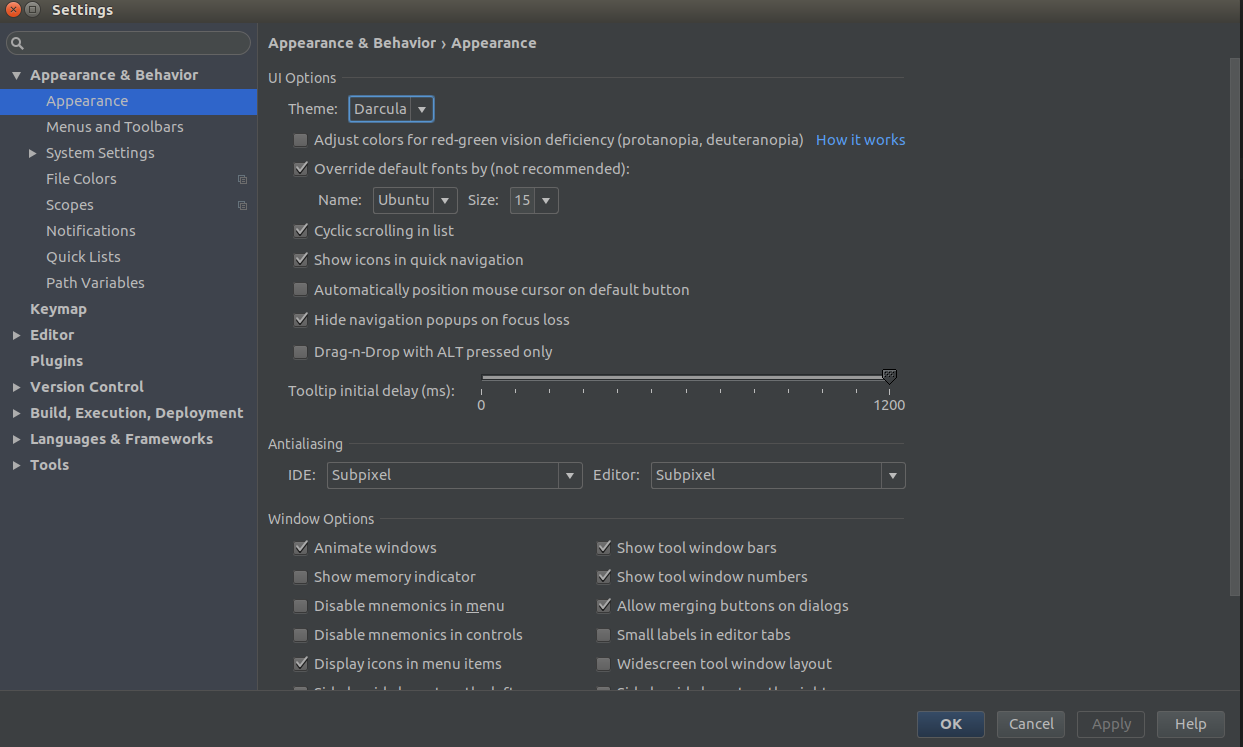 Settings
Appearance & Behavior
Appearance
Menus and Toolbars
System Settings
File Colors
Scopes
Notifications
Quick Lists
Path Variables
Keymap
Editor
Plugins
Version Control
Build, Execution, Deployment
Languages & Frameworks
Tools
Appearance & Behavior › Appearance
UI Options
Theme: Darcula
Adjust colors for red-green vision deficiency (protanopia, deuteranopia) How it works
Override default fonts by (not recommended):
Name: Ubuntu Size: 15
Cyclic scrolling in list
Show icons in quick navigation
Automatically position mouse cursor on default button
Hide navigation popups on focus loss
Drag-n-Drop with ALT pressed only
Tooltip initial delay (ms):
0 1200
Antialiasing
IDE: Subpixel Editor: Subpixel
Window Options
Animate windows Show tool window bars
Show memory indicator Show tool window numbers
Disable mnemonics in menu Allow merging buttons on dialogs
Disable mnemonics in controls Small labels in editor tabs
Display icons in menu items Widescreen tool window layout
OK Cancel Apply Help